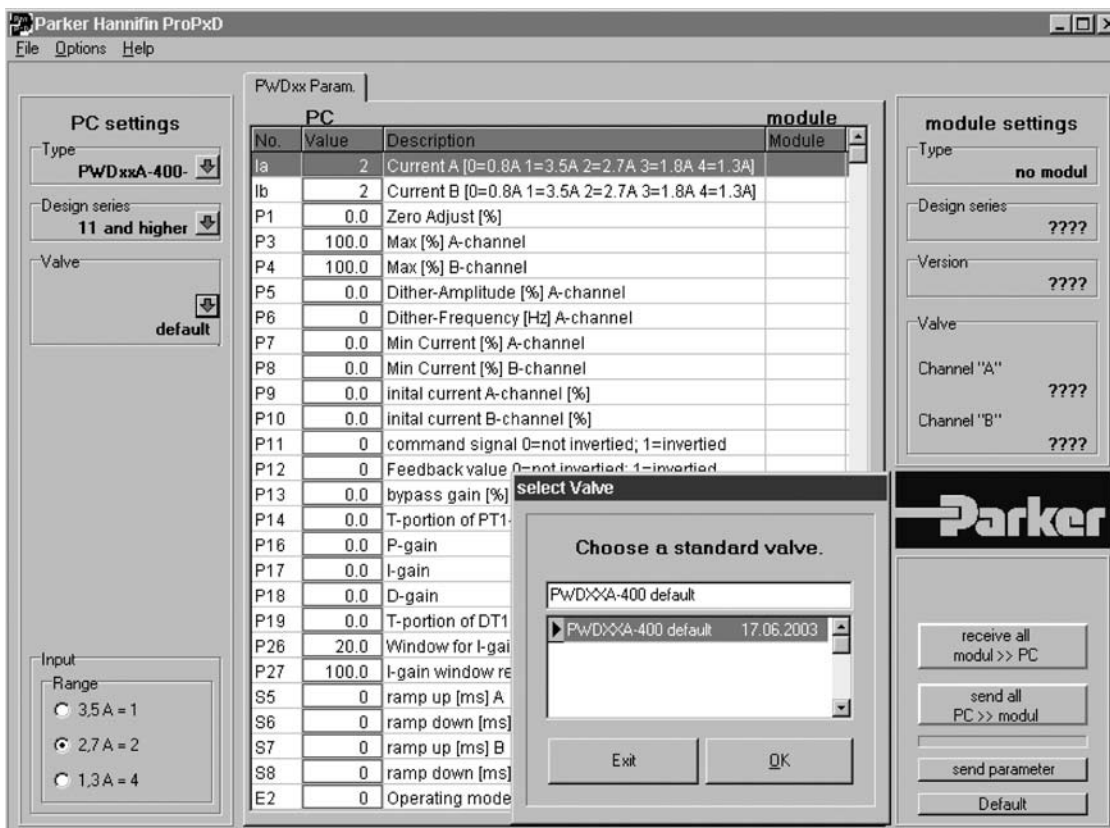 Parker Hannifin ProPxD
File Options Help
PWDxx Param.
PC settings
Type
PWDxxA-400-
Design series
11 and higher
Valve
default
Input
Range
3,5 A = 1
2,7 A = 2
1,3 A = 4
PC module
No. Value Description Module
Ia 2 Current A [0=0.8A 1=3.5A 2=2.7A 3=1.8A 4=1.3A]
Ib 2 Current B [0=0.8A 1=3.5A 2=2.7A 3=1.8A 4=1.3A]
P1 0.0 Zero Adjust [%]
P3 100.0 Max [%] A-channel
P4 100.0 Max [%] B-channel
P5 0.0 Dither-Amplitude [%] A-channel
P6 0 Dither-Frequency [Hz] A-channel
P7 0.0 Min Current [%] A-channel
P8 0.0 Min Current [%] B-channel
P9 0.0 inital current A-channel [%]
P10 0.0 inital current B-channel [%]
P11 0 command signal 0=not invertied; 1=invertied
P12 0 Feedback value 0=not invertied; 1=invertied
P13 0.0 bypass gain [%]
P14 0.0 T-portion of PT1-
P16 0.0 P-gain
P17 0.0 I-gain
P18 0.0 D-gain
P19 0.0 T-portion of DT1
P26 20.0 Window for I-gai
P27 100.0 I-gain window re
S5 0 ramp up [ms] A
S6 0 ramp down [ms]
S7 0 ramp up [ms] B
S8 0 ramp down [ms]
E2 0 Operating mode
select Valve
Choose a standard valve.
PWDXXA-400 default
PWDXXA-400 default 17.06.2003
Exit OK
module settings
Type
no modul
Design series
????
Version
????
Valve
Channel "A"
????
Channel "B"
????
Parker
receive all
modul >> PC
send all
PC >> modul
send parameter
Default